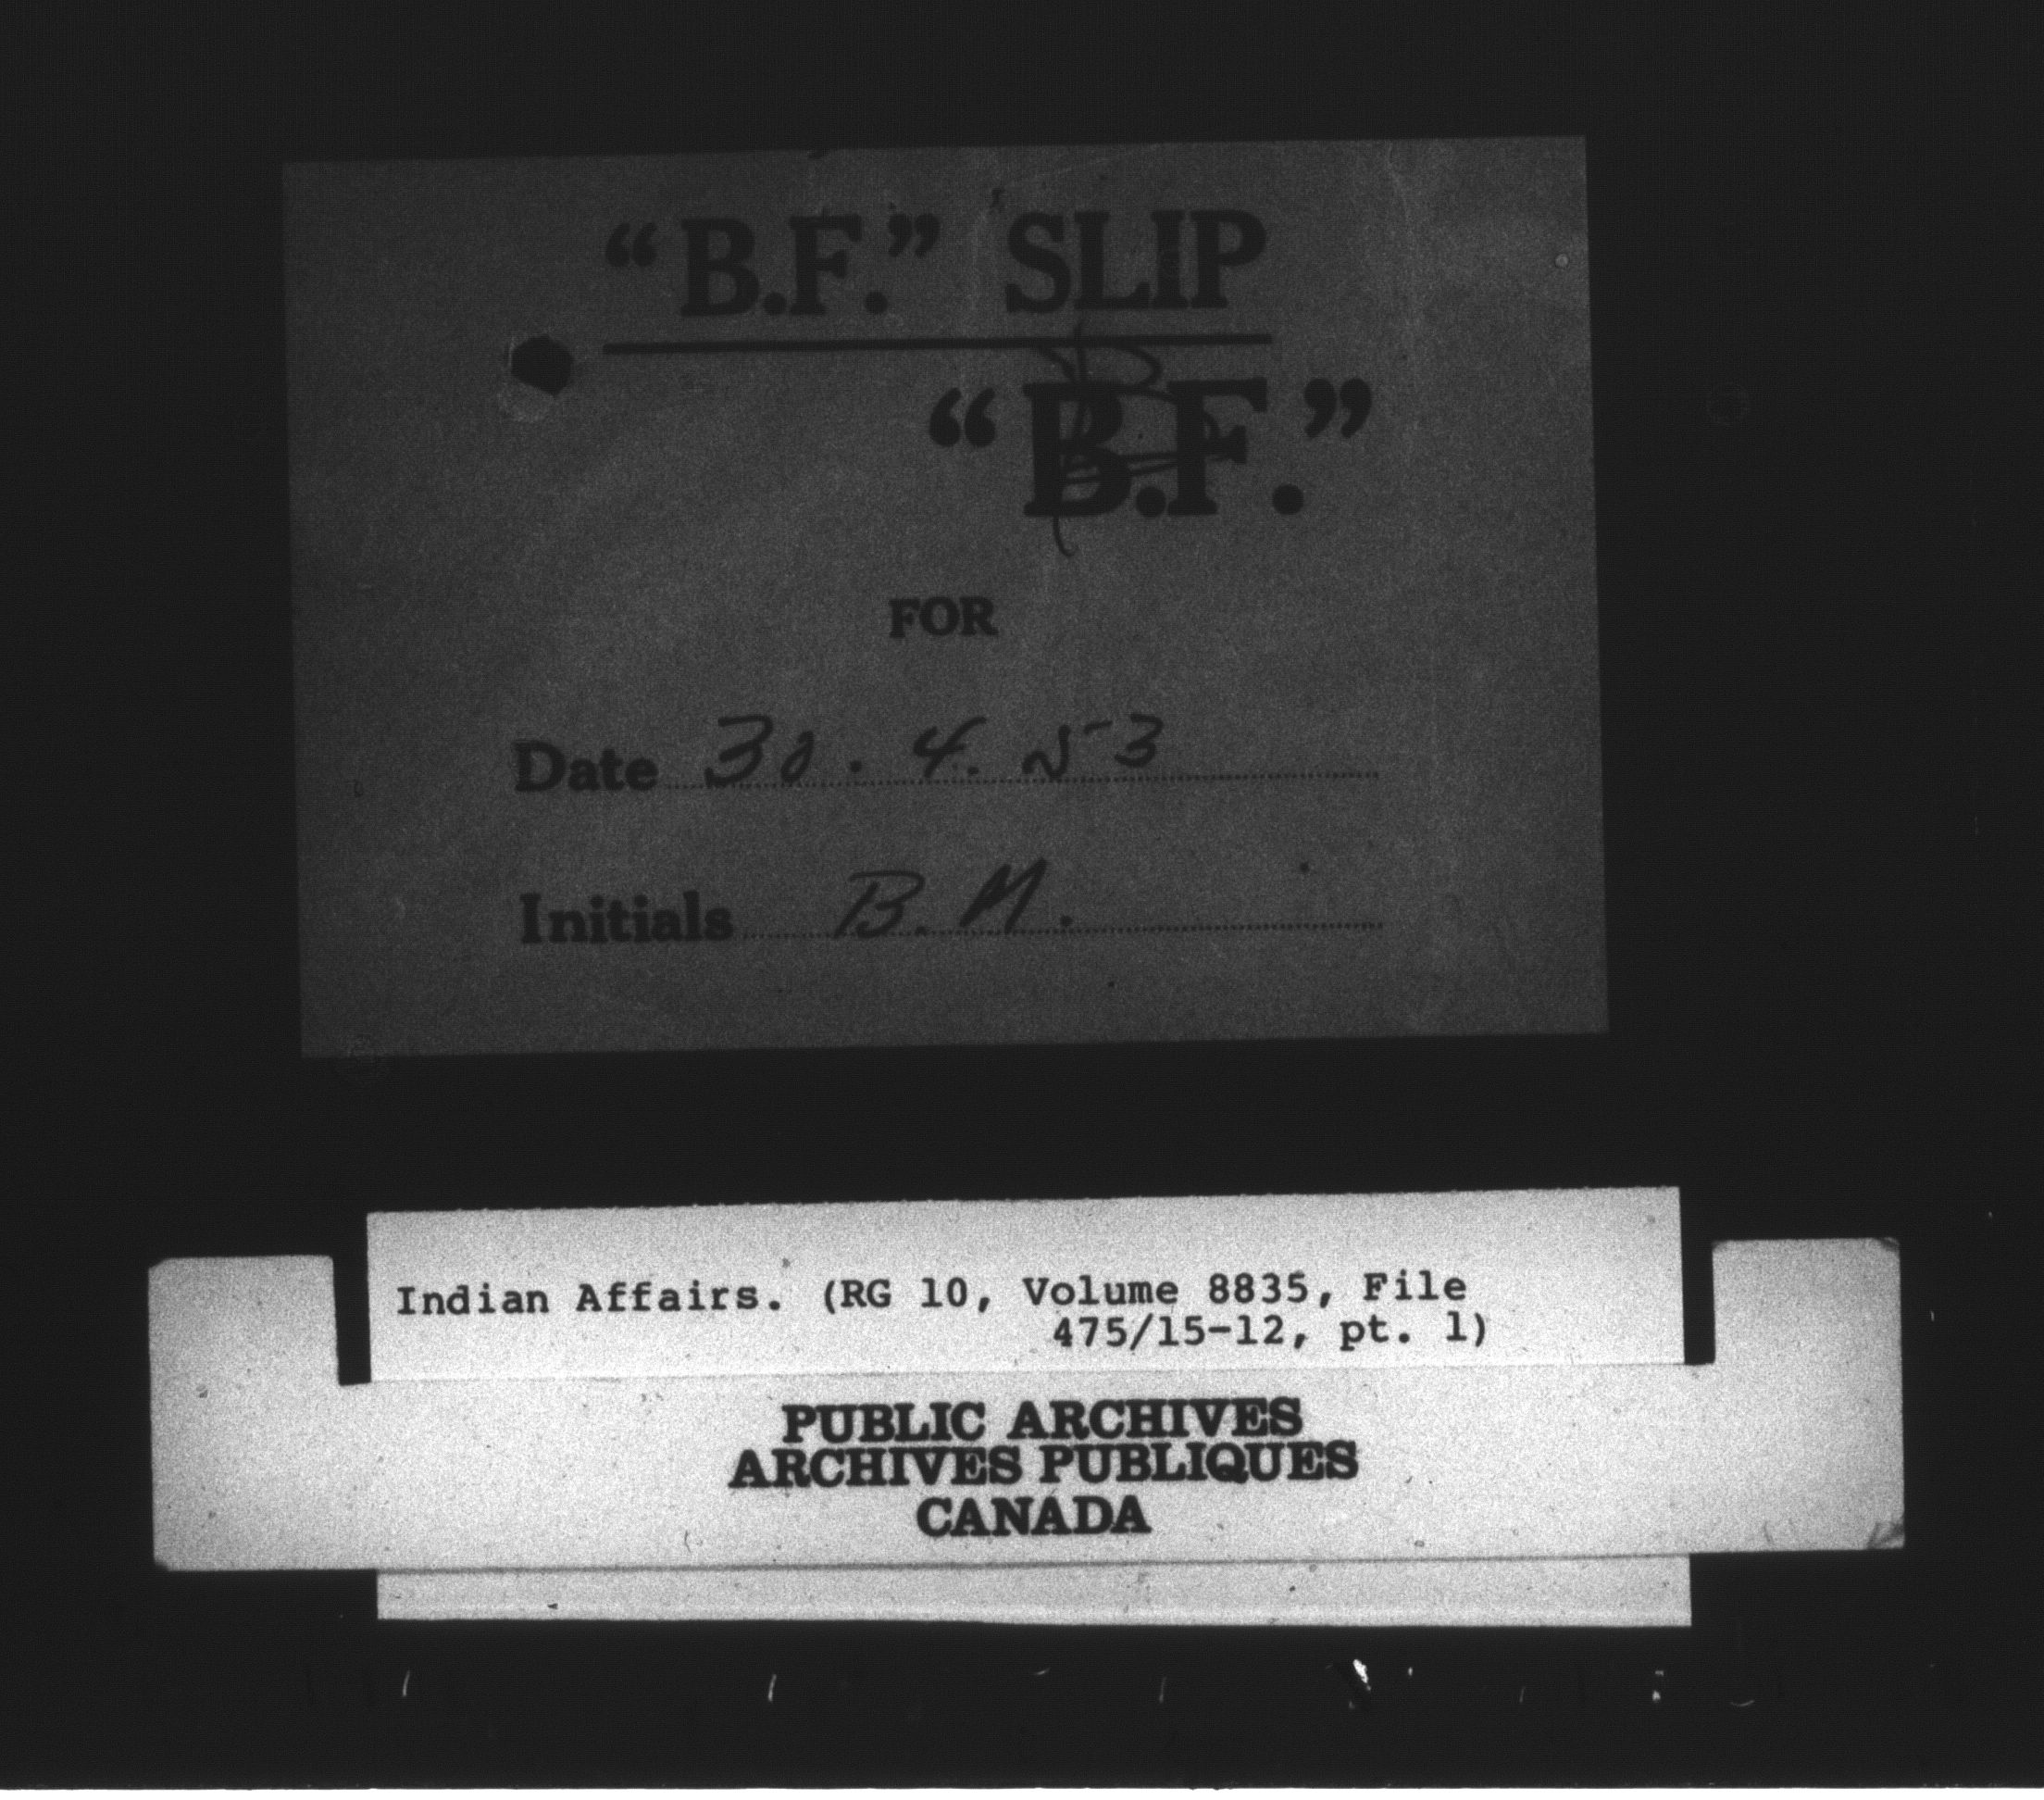 “B.F.” SLIP
“B.F.”
FOR
Date 30. 4. 53
Initials B. M.
Indian Affairs. (RG 10, Volume 8835, File
475/15-12, pt. 1)
PUBLIC ARCHIVES
ARCHIVES PUBLIQUES
CANADA